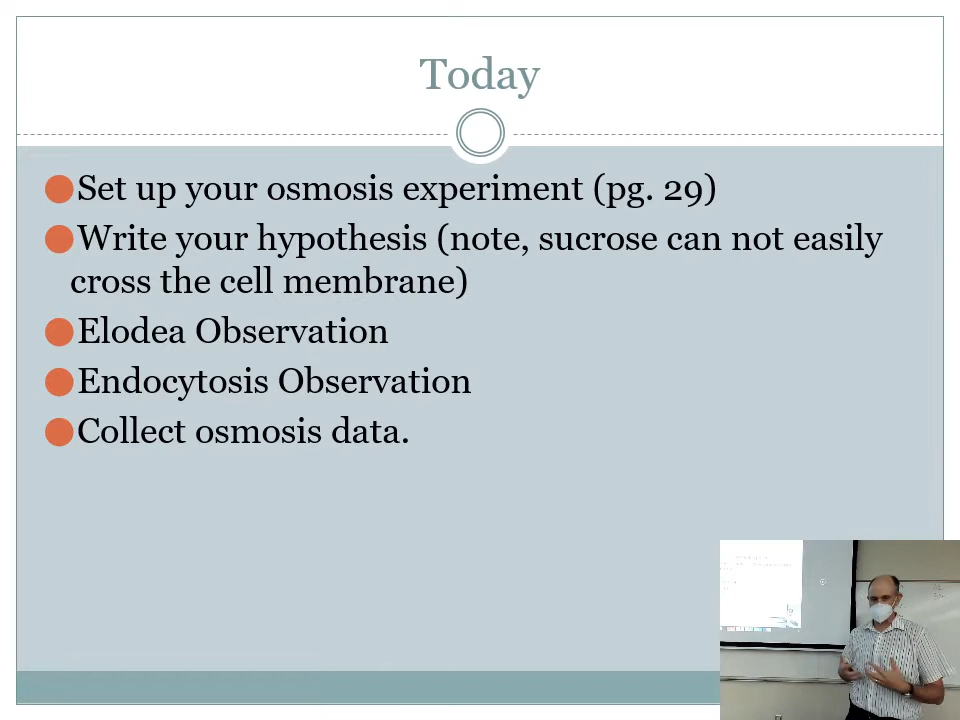 Today
Set up your osmosis experiment (pg. 29)
Write your hypothesis (note, sucrose can not easily
cross the cell membrane)
Elodea Observation
Endocytosis Observation
Collect osmosis data.